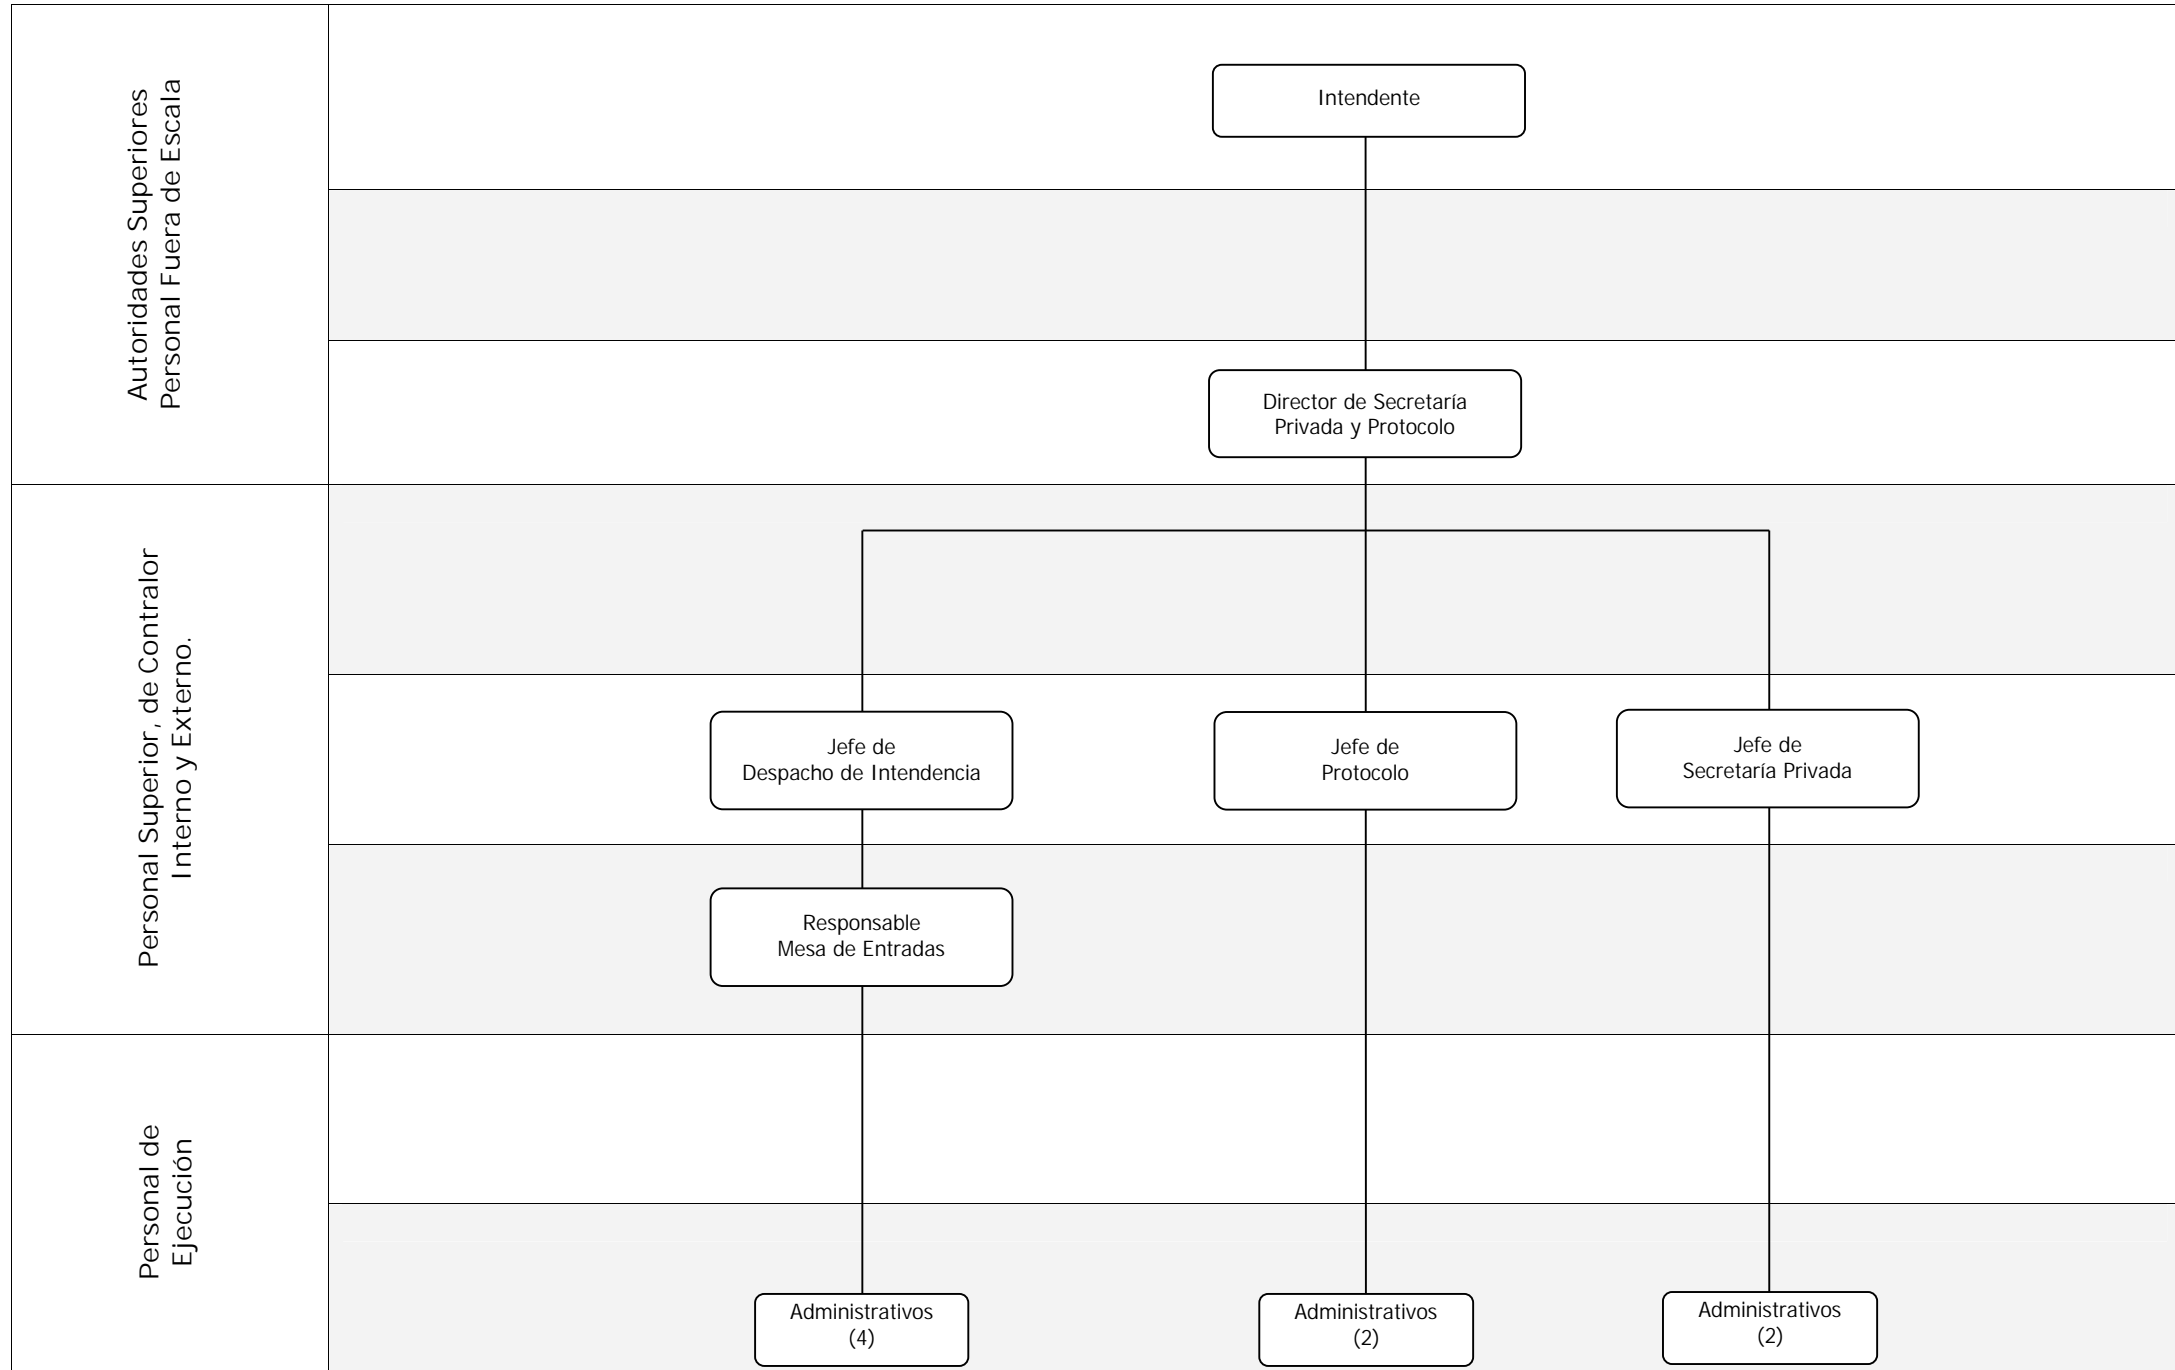 Autoridades Superiores
Personal Fuera de Escala
Intendente
Director de Secretaría
Privada y Protocolo
Personal Superior, de Contralor
Interno y Externo.
Jefe de
Despacho de Intendencia
Jefe de
Protocolo
Jefe de
Secretaría Privada
Responsable
Mesa de Entradas
Personal de
Ejecución
Administrativos
(4)
Administrativos
(2)
Administrativos
(2)